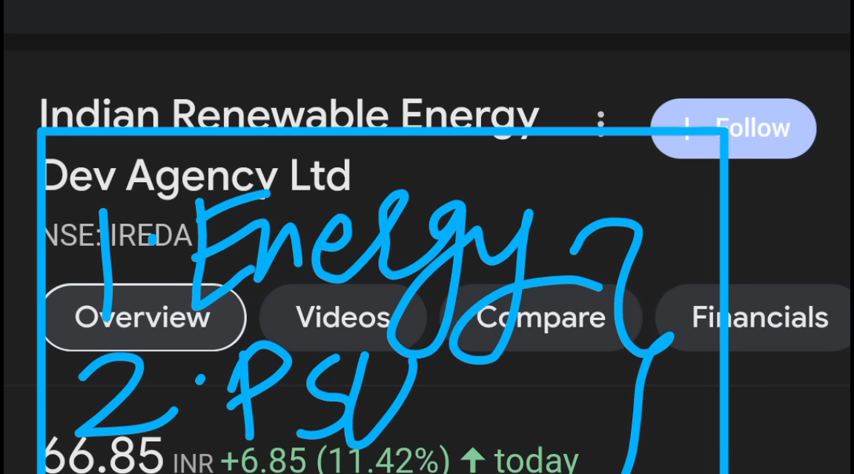 Indian Renewable Energy
Dev Agency Ltd
Follow
NSE: IREDA
1. Energy
Overview
Videos
Compare
Financials
2. PSU
66.85 INR +6.85 (11.42%) ↑ today